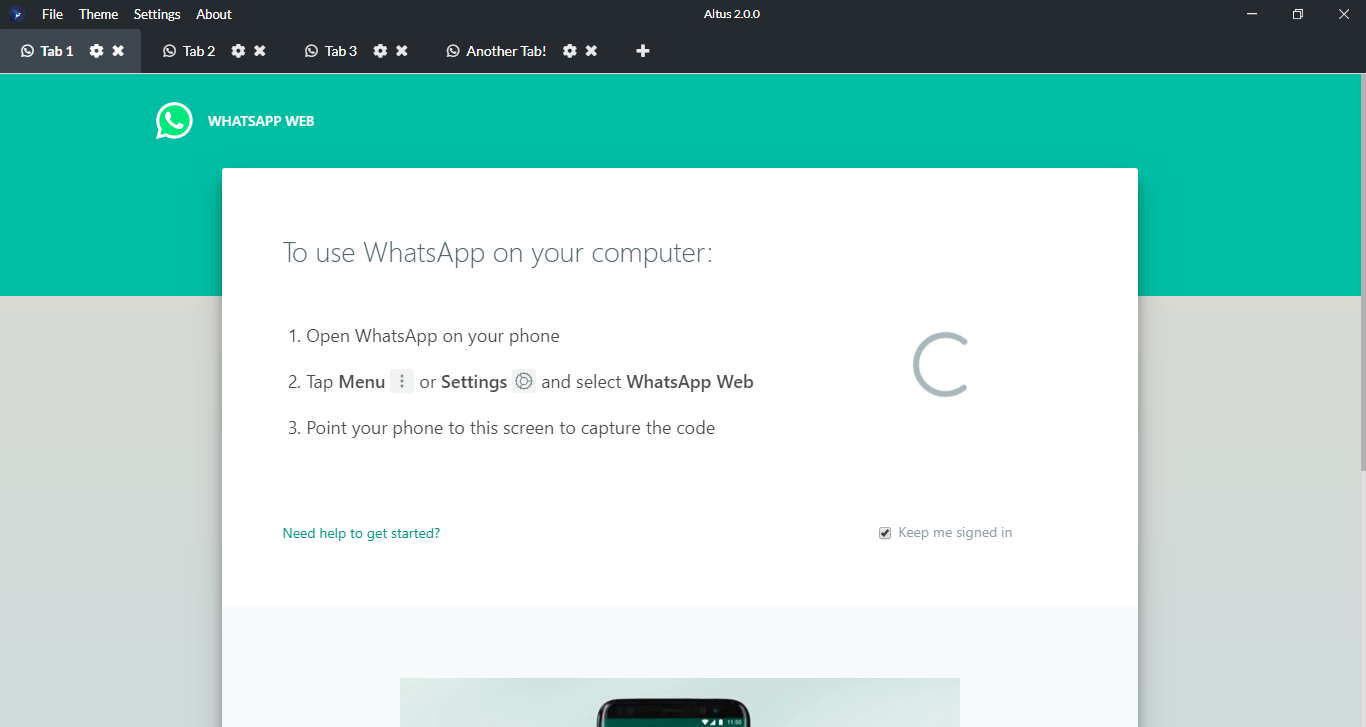 File Theme Settings About Altus 2.0.0
Tab 1 Tab 2 Tab 3 Another Tab!
WHATSAPP WEB
To use WhatsApp on your computer:
1. Open WhatsApp on your phone
2. Tap Menu or Settings and select WhatsApp Web
3. Point your phone to this screen to capture the code
Need help to get started? Keep me signed in
11:50